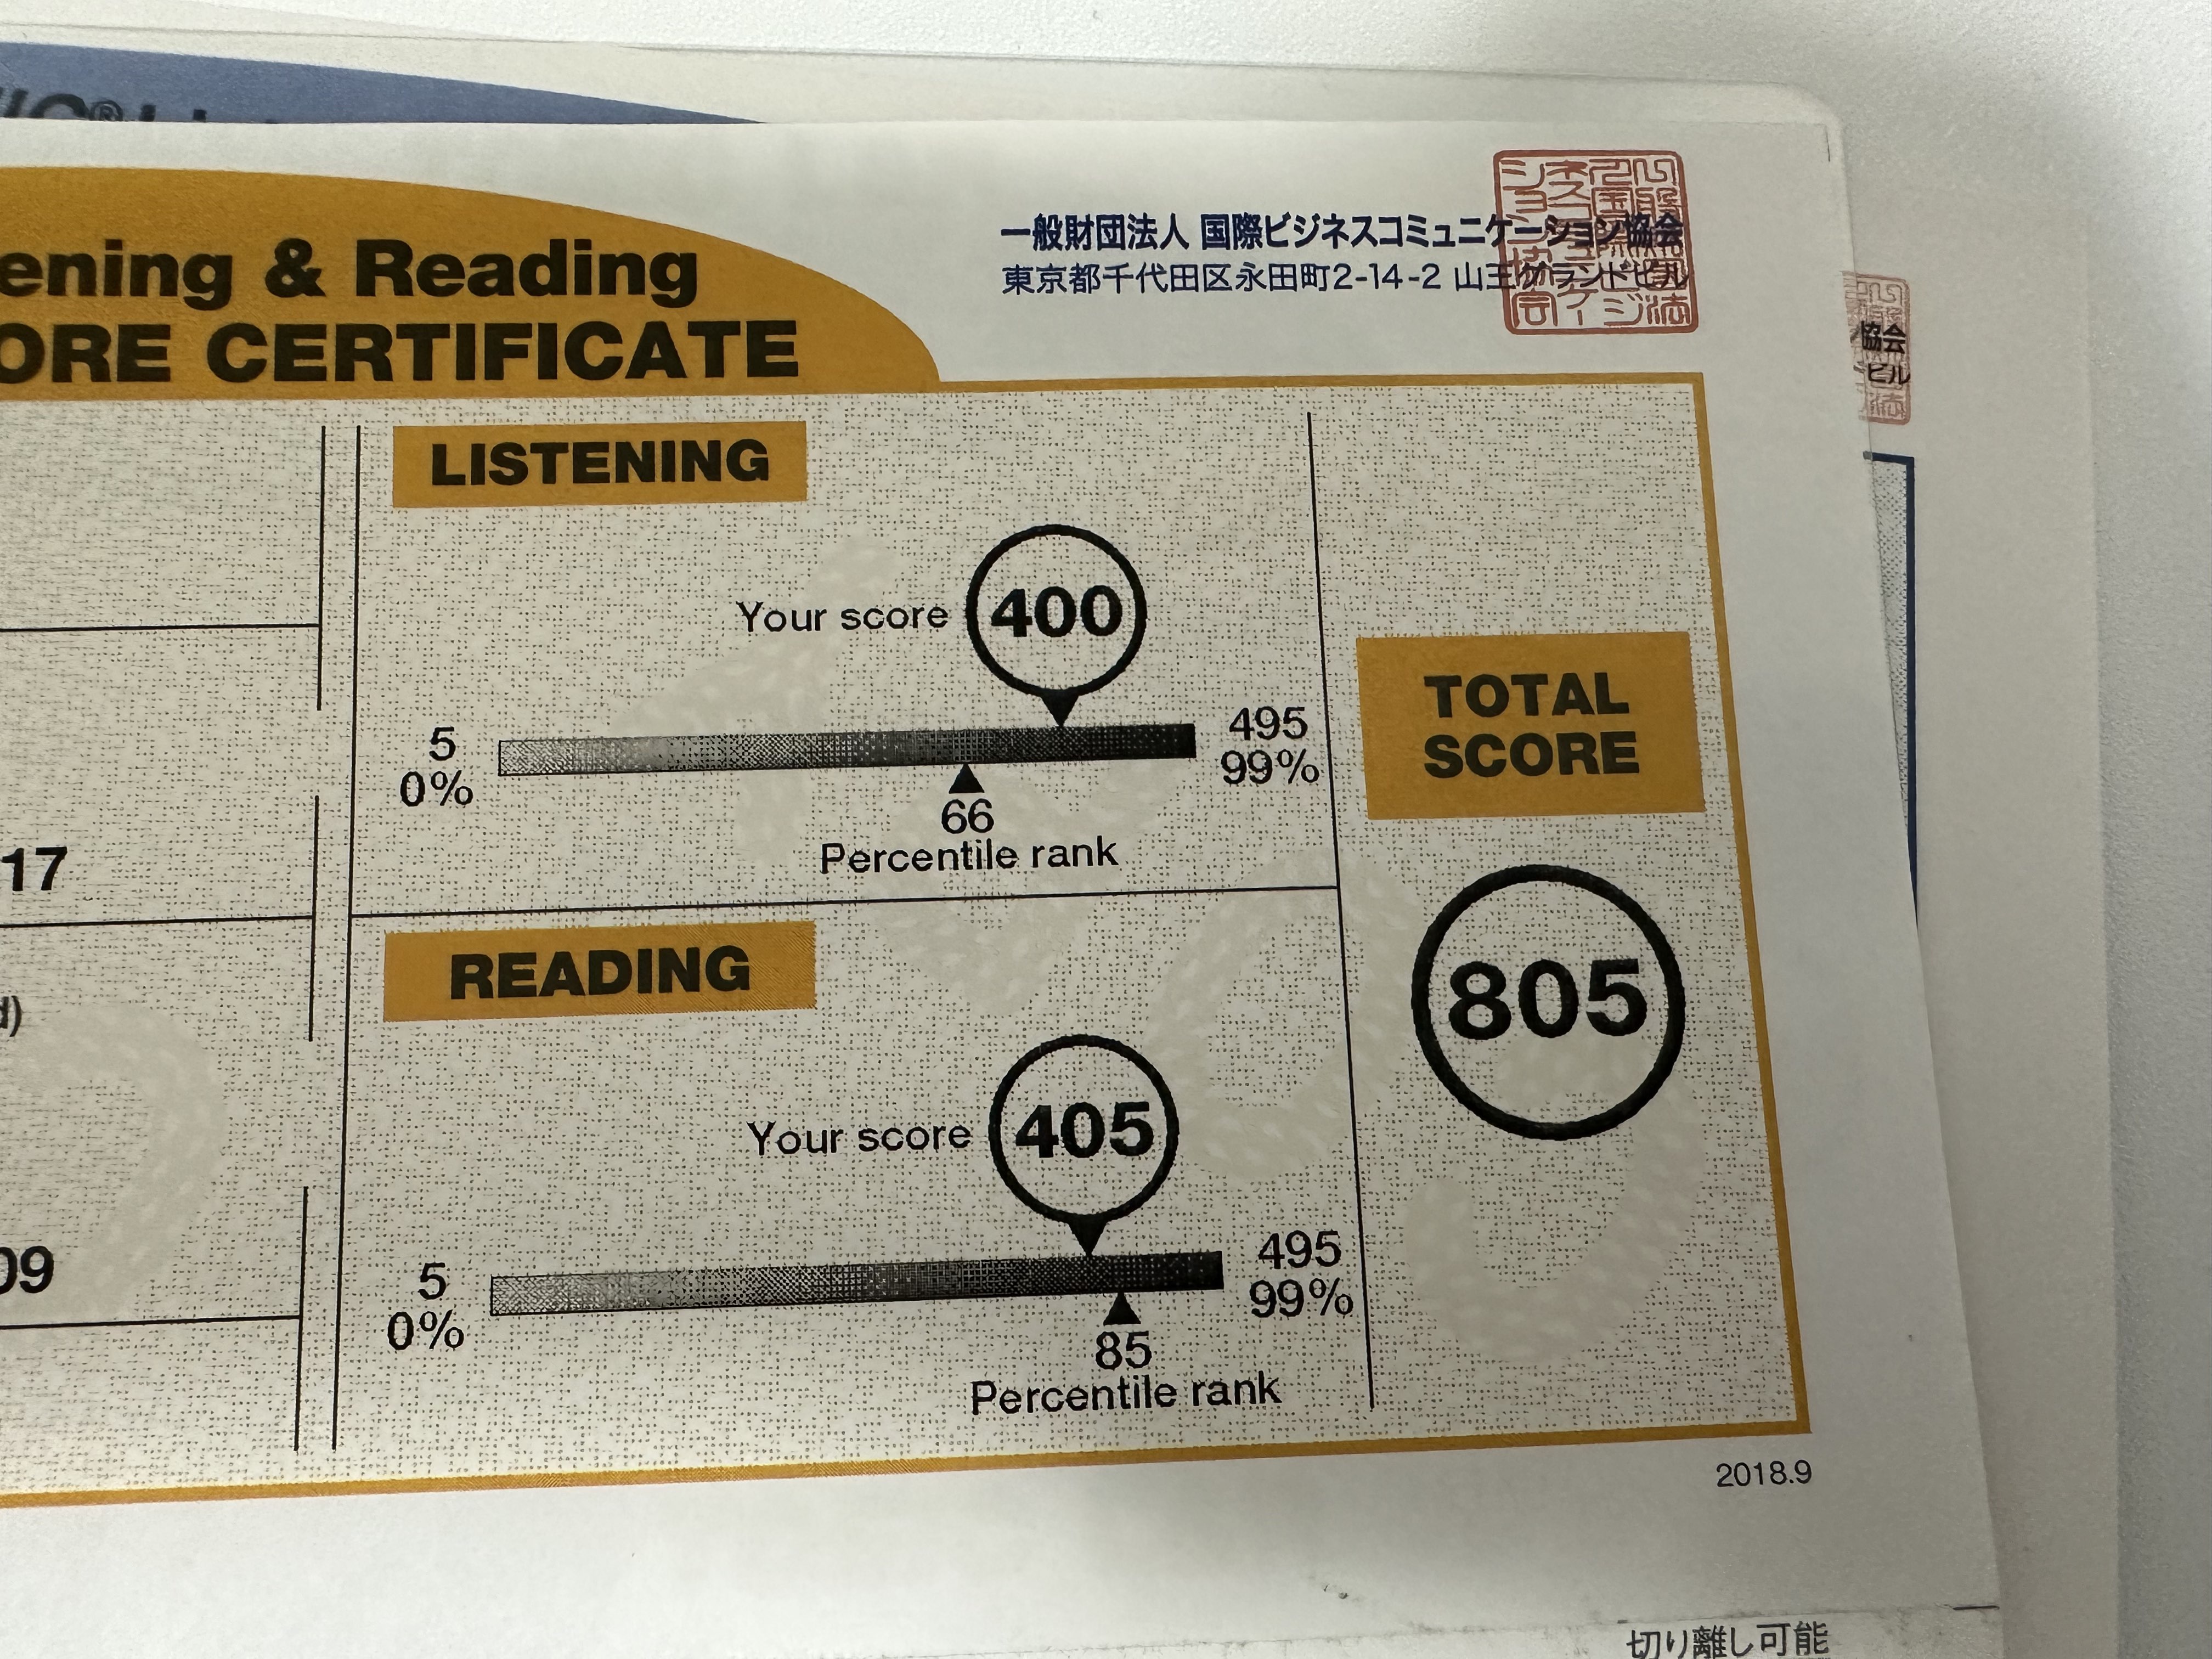 ening & Reading
ORE CERTIFICATE
一般財団法人 国際ビジネスコミュニケーション協会
東京都千代田区永田町2-14-2 山王グランドビル
協会
ビル
LISTENING
Your score 400
5 495
0% 99%
66
Percentile rank
17
READING
d)
Your score 405
09
5 495
0% 99%
85
Percentile rank
TOTAL
SCORE
805
2018.9
切り離し可能